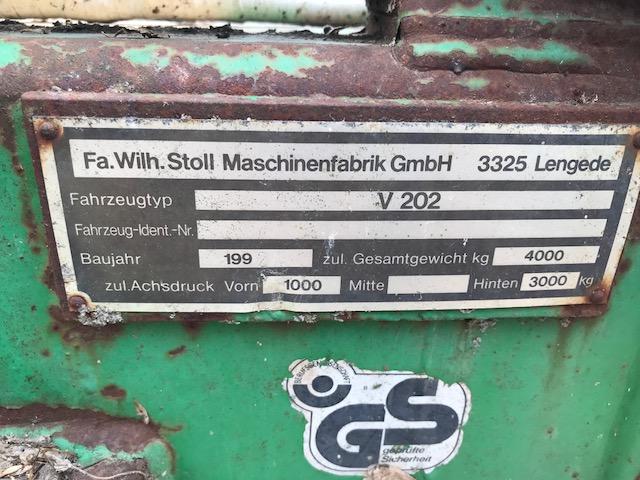 Fa. Wilh. Stoll Maschinenfabrik GmbH 3325 Lengede
Fahrzeugtyp V 202
Fahrzeug-Ident.-Nr.
Baujahr 199 zul. Gesamtgewicht kg 4000
zul. Achsdruck Vorn 1000 Mitte Hinten 3000 kg
GS
geprüfte
Sicherheit